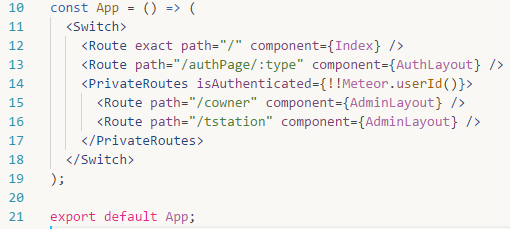 10 const App = () => (
11 <Switch>
12 <Route exact path="/" component={Index} />
13 <Route path="/authPage/:type" component={AuthLayout} />
14 <PrivateRoutes isAuthenticated={!!Meteor.userId()}>
15 <Route path="/cowner" component={AdminLayout} />
16 <Route path="/tstation" component={AdminLayout} />
17 </PrivateRoutes>
18 </Switch>
19 );
20
21 export default App;